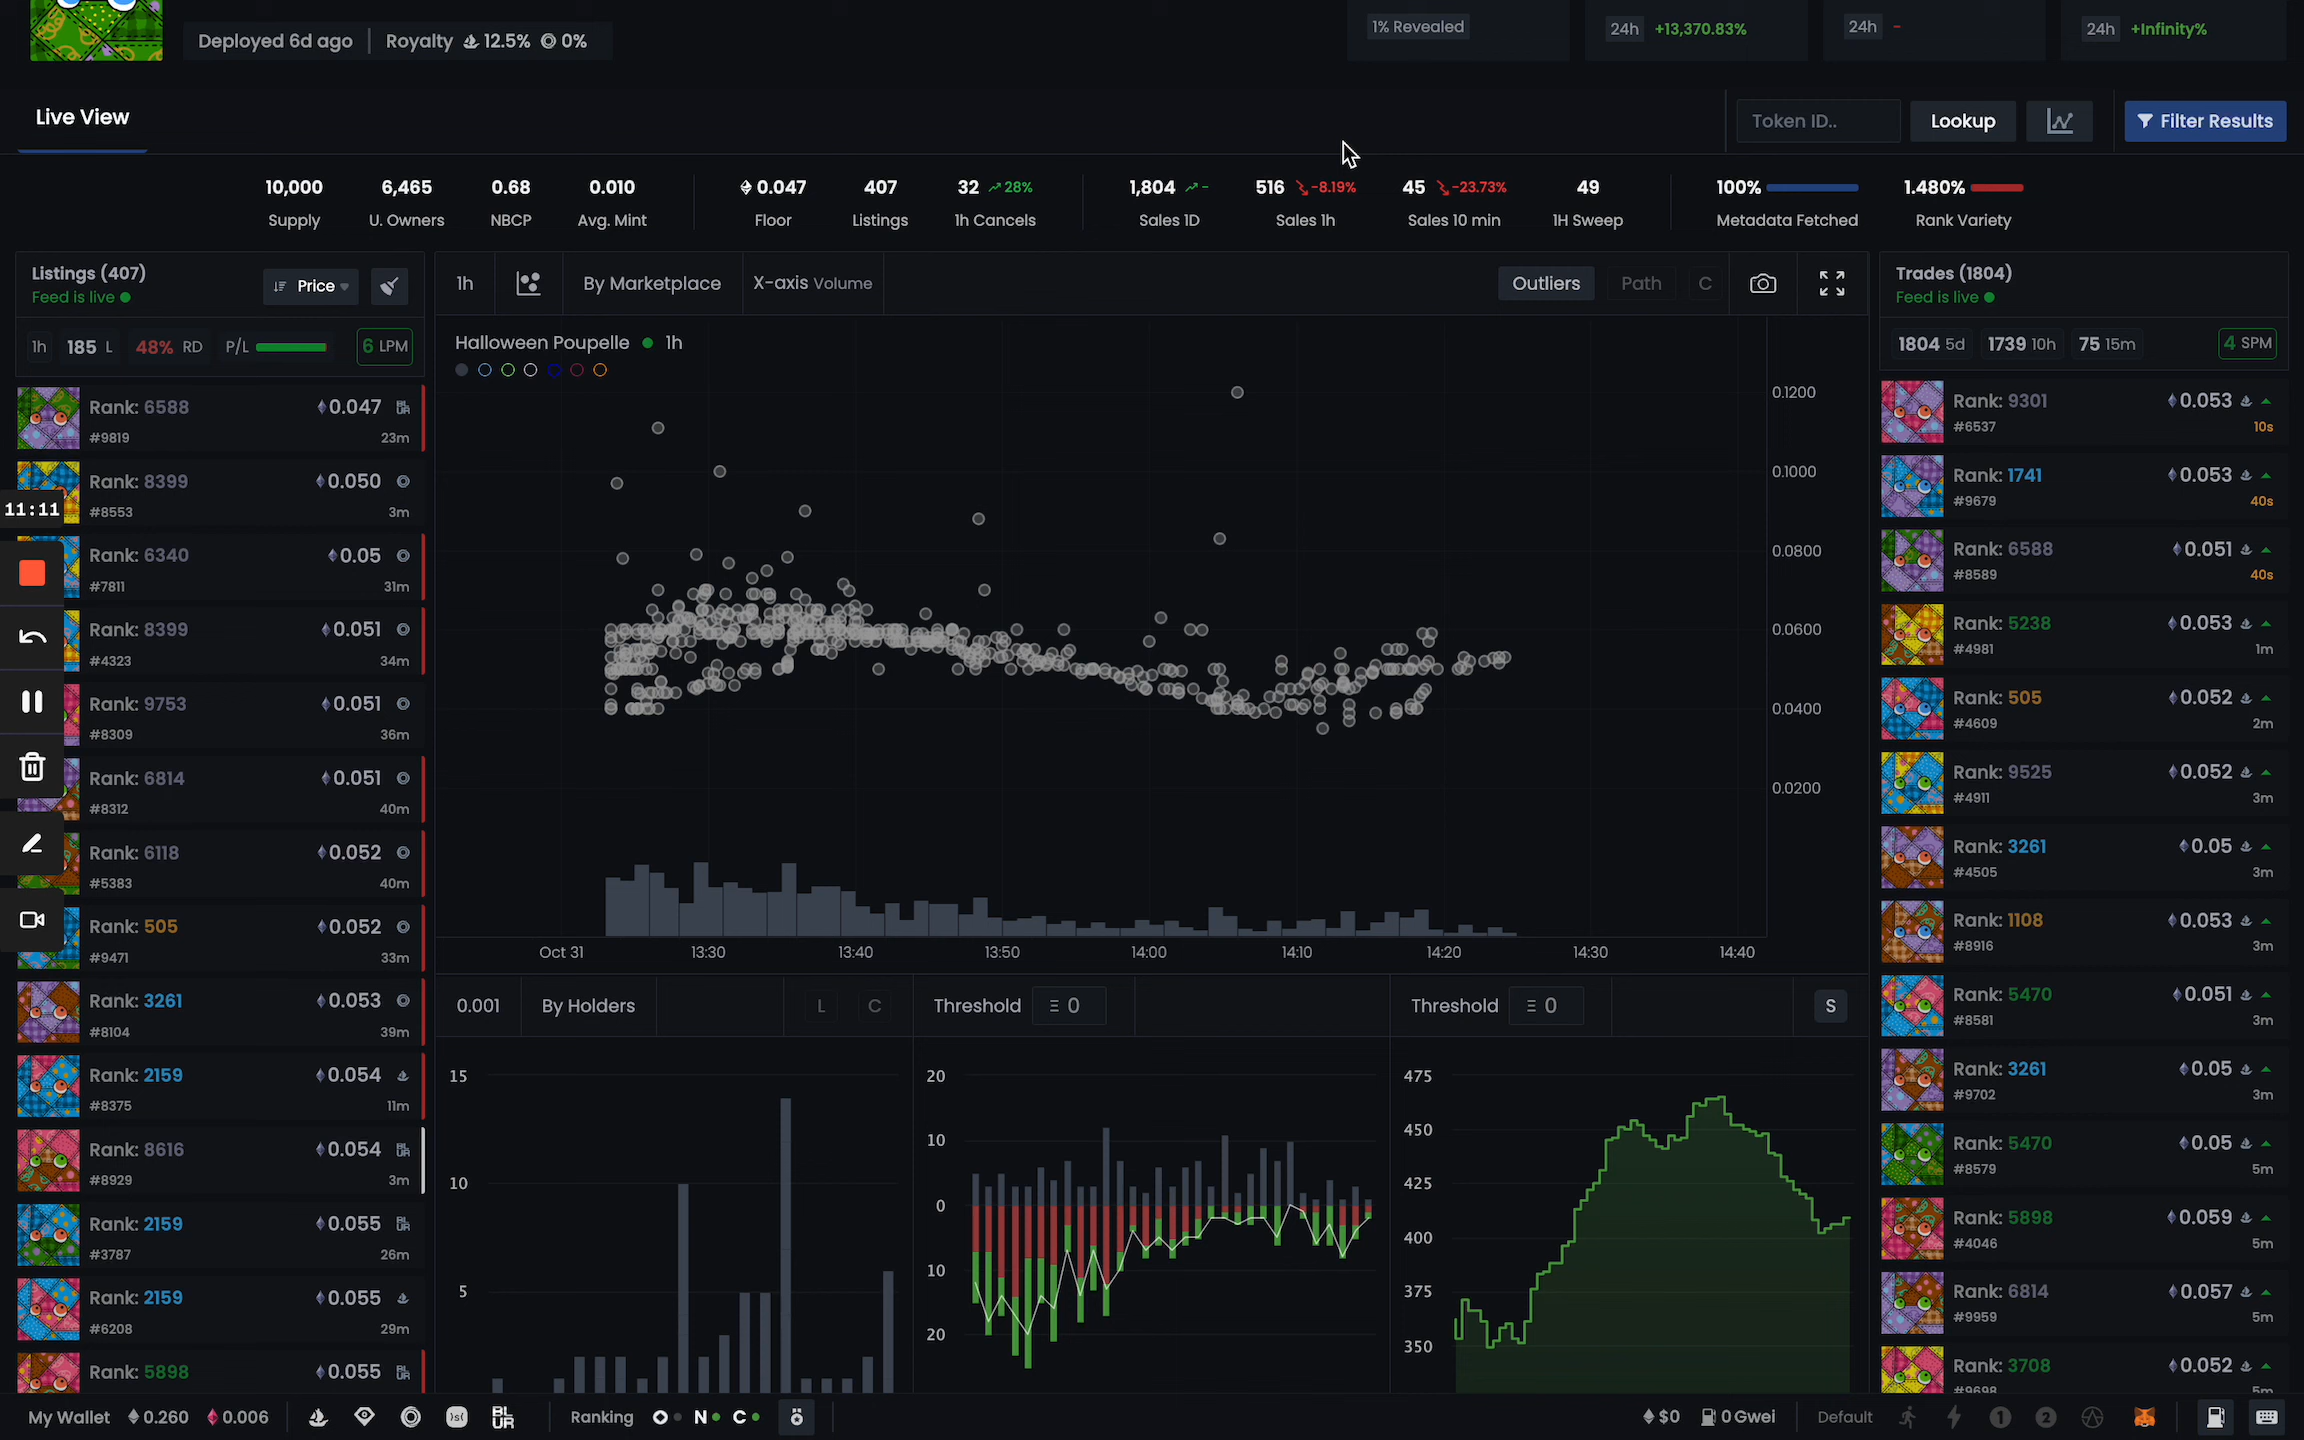 Deployed 6d ago | Royalty 12.5% 0%
1% Revealed
24h +13,370.83%
24h -
24h +Infinity%
Live View
Token ID..
Lookup
Filter Results
10,000 Supply
6,465 U. Owners
0.68 NBCP
0.010 Avg. Mint
0.047 Floor
407 Listings
32 28% 1h Cancels
1,804 - Sales 1D
516 -8.19% Sales 1h
45 -23.73% Sales 10 min
49 1H Sweep
100% Metadata Fetched
1.480% Rank Variety
Listings (407)
Feed is live
Price
1h 185 L 48% RD P/L 6 LPM
Rank: 6588 0.047
#9819 23m
Rank: 8399 0.050
#8553 3m
11:11
Rank: 6340 0.05
#7811 31m
Rank: 8399 0.051
#4323 34m
Rank: 9753 0.051
#8309 36m
Rank: 6814 0.051
#8312 40m
Rank: 6118 0.052
#5383 40m
Rank: 505 0.052
#9471 33m
Rank: 3261 0.053
#8104 39m
Rank: 2159 0.054
#8375 11m
Rank: 8616 0.054
#8929 3m
Rank: 2159 0.055
#3787 26m
Rank: 2159 0.055
#6208 29m
Rank: 5898 0.055
1h By Marketplace X-axis Volume Outliers Path C
Halloween Poupelle 1h
0.1200
0.1000
0.0800
0.0600
0.0400
0.0200
Oct 31 13:30 13:40 13:50 14:00 14:10 14:20 14:30 14:40
0.001 By Holders L C
15
10
5
Threshold 0
20
10
0
10
20
Threshold 0 S
475
450
425
400
375
350
Trades (1804)
Feed is live
1804 5d 1739 10h 75 15m 4 SPM
Rank: 9301 0.053
#6537 10s
Rank: 1741 0.053
#9679 40s
Rank: 6588 0.051
#8589 40s
Rank: 5238 0.053
#4981 1m
Rank: 505 0.052
#4609 2m
Rank: 9525 0.052
#4911 3m
Rank: 3261 0.05
#4505 3m
Rank: 1108 0.053
#8916 3m
Rank: 5470 0.051
#8581 3m
Rank: 3261 0.05
#9702 3m
Rank: 5470 0.05
#8579 5m
Rank: 5898 0.059
#4046 5m
Rank: 6814 0.057
#9959 5m
Rank: 3708 0.052
#9698 5m
My Wallet 0.260 0.006 BLUR Ranking N C $0 0 Gwei Default 1 2